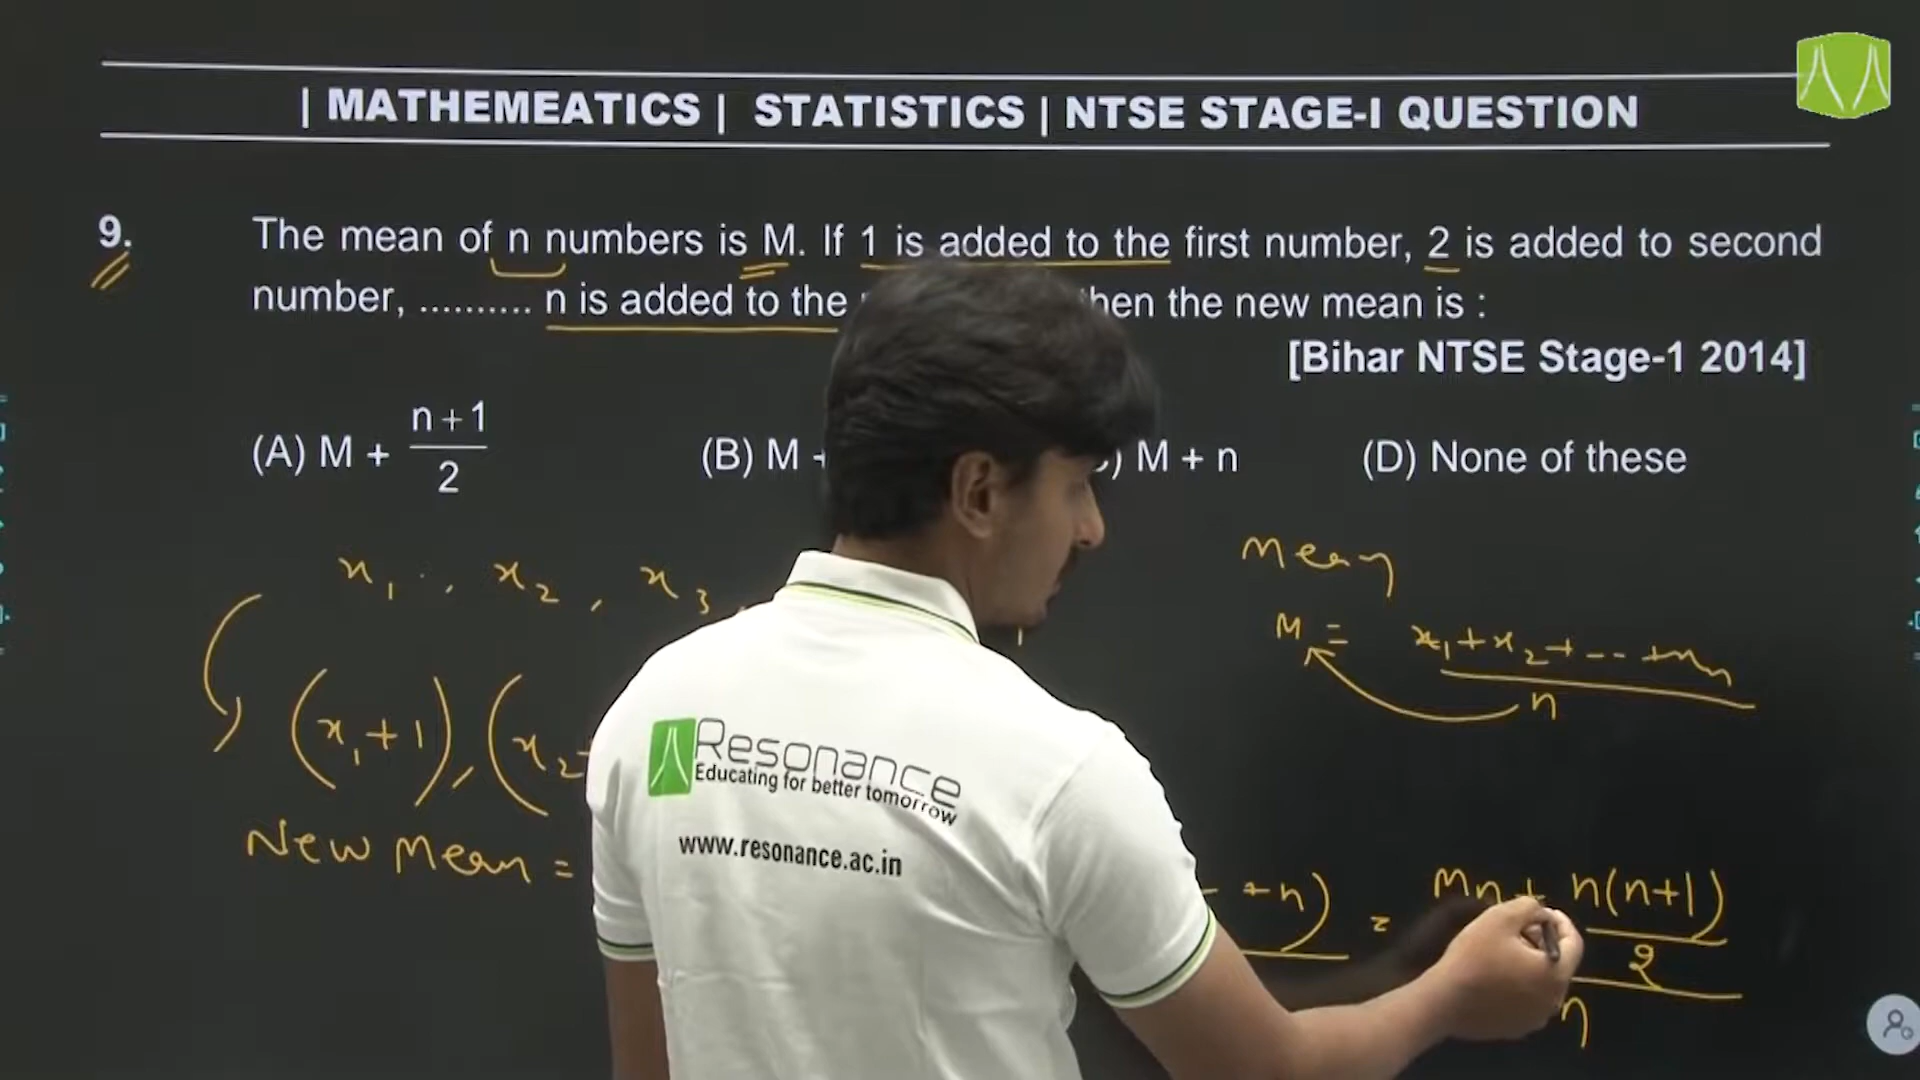 | MATHEMEATICS | STATISTICS | NTSE STAGE-I QUESTION
9. The mean of n numbers is M. If 1 is added to the first number, 2 is added to second
number, .......... n is added to the hen the new mean is :
[Bihar NTSE Stage-1 2014]
(A) M + n + 1 / 2 (B) M ) M + n (D) None of these
x₁, x₂, x₃
Mean
M = x₁ + x₂ + -- + xₙ / n
(x₁ + 1), (x₂
New Mean =
+ n) = Mn + n(n+1) / 2 / n
Resonance
Educating for better tomorrow
www.resonance.ac.in